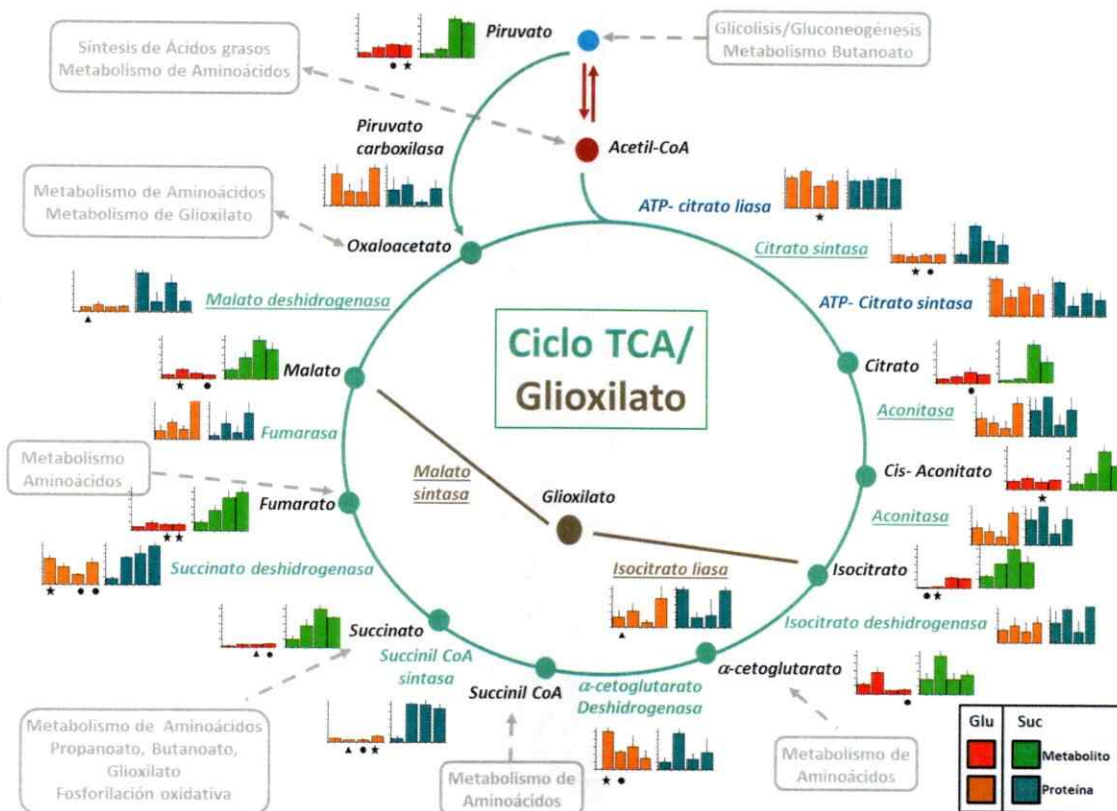 Piruvato
Glicolisis/Gluconeogénesis
Metabolismo Butanoato
Síntesis de Ácidos grasos
Metabolismo de Aminoácidos
Piruvato
carboxilasa
Acetil-CoA
Metabolismo de Aminoácidos
Metabolismo de Glioxilato
ATP- citrato liasa
Oxaloacetato
Citrato sintasa
Malato deshidrogenasa
ATP- Citrato sintasa
Ciclo TCA/
Glioxilato
Malato
Citrato
Aconitasa
Fumarasa
Metabolismo
Aminoácidos
Malato
sintasa
Cis- Aconitato
Fumarato
Glioxilato
Aconitasa
Succinato deshidrogenasa
Isocitrato liasa
Isocitrato
Isocitrato deshidrogenasa
Succinato
Succinil CoA
sintasa
Succinil CoA
α-cetoglutarato
Deshidrogenasa
α-cetoglutarato
Metabolismo de Aminoácidos
Propanoato, Butanoato,
Glioxilato
Fosforilación oxidativa
Metabolismo de
Aminoácidos
Metabolismo de
Aminoácidos
Glu Suc
Metabolito
Proteína